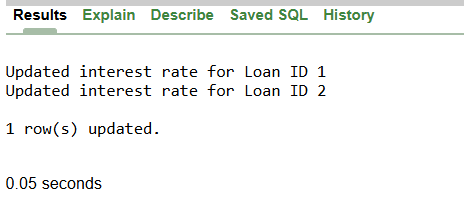 Results Explain Describe Saved SQL History
Updated interest rate for Loan ID 1
Updated interest rate for Loan ID 2
1 row(s) updated.
0.05 seconds